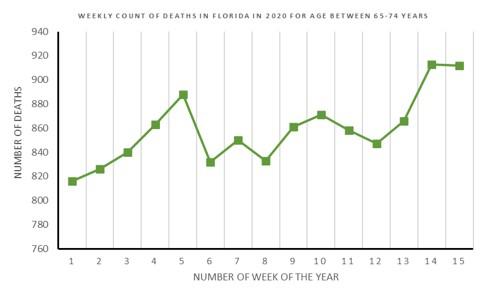 WEEKLY COUNT OF DEATHS IN FLORIDA IN 2020 FOR AGE BETWEEN 65-74 YEARS
940
920
900
880
860
840
820
800
780
760
NUMBER OF DEATHS
1 2 3 4 5 6 7 8 9 10 11 12 13 14 15
NUMBER OF WEEK OF THE YEAR